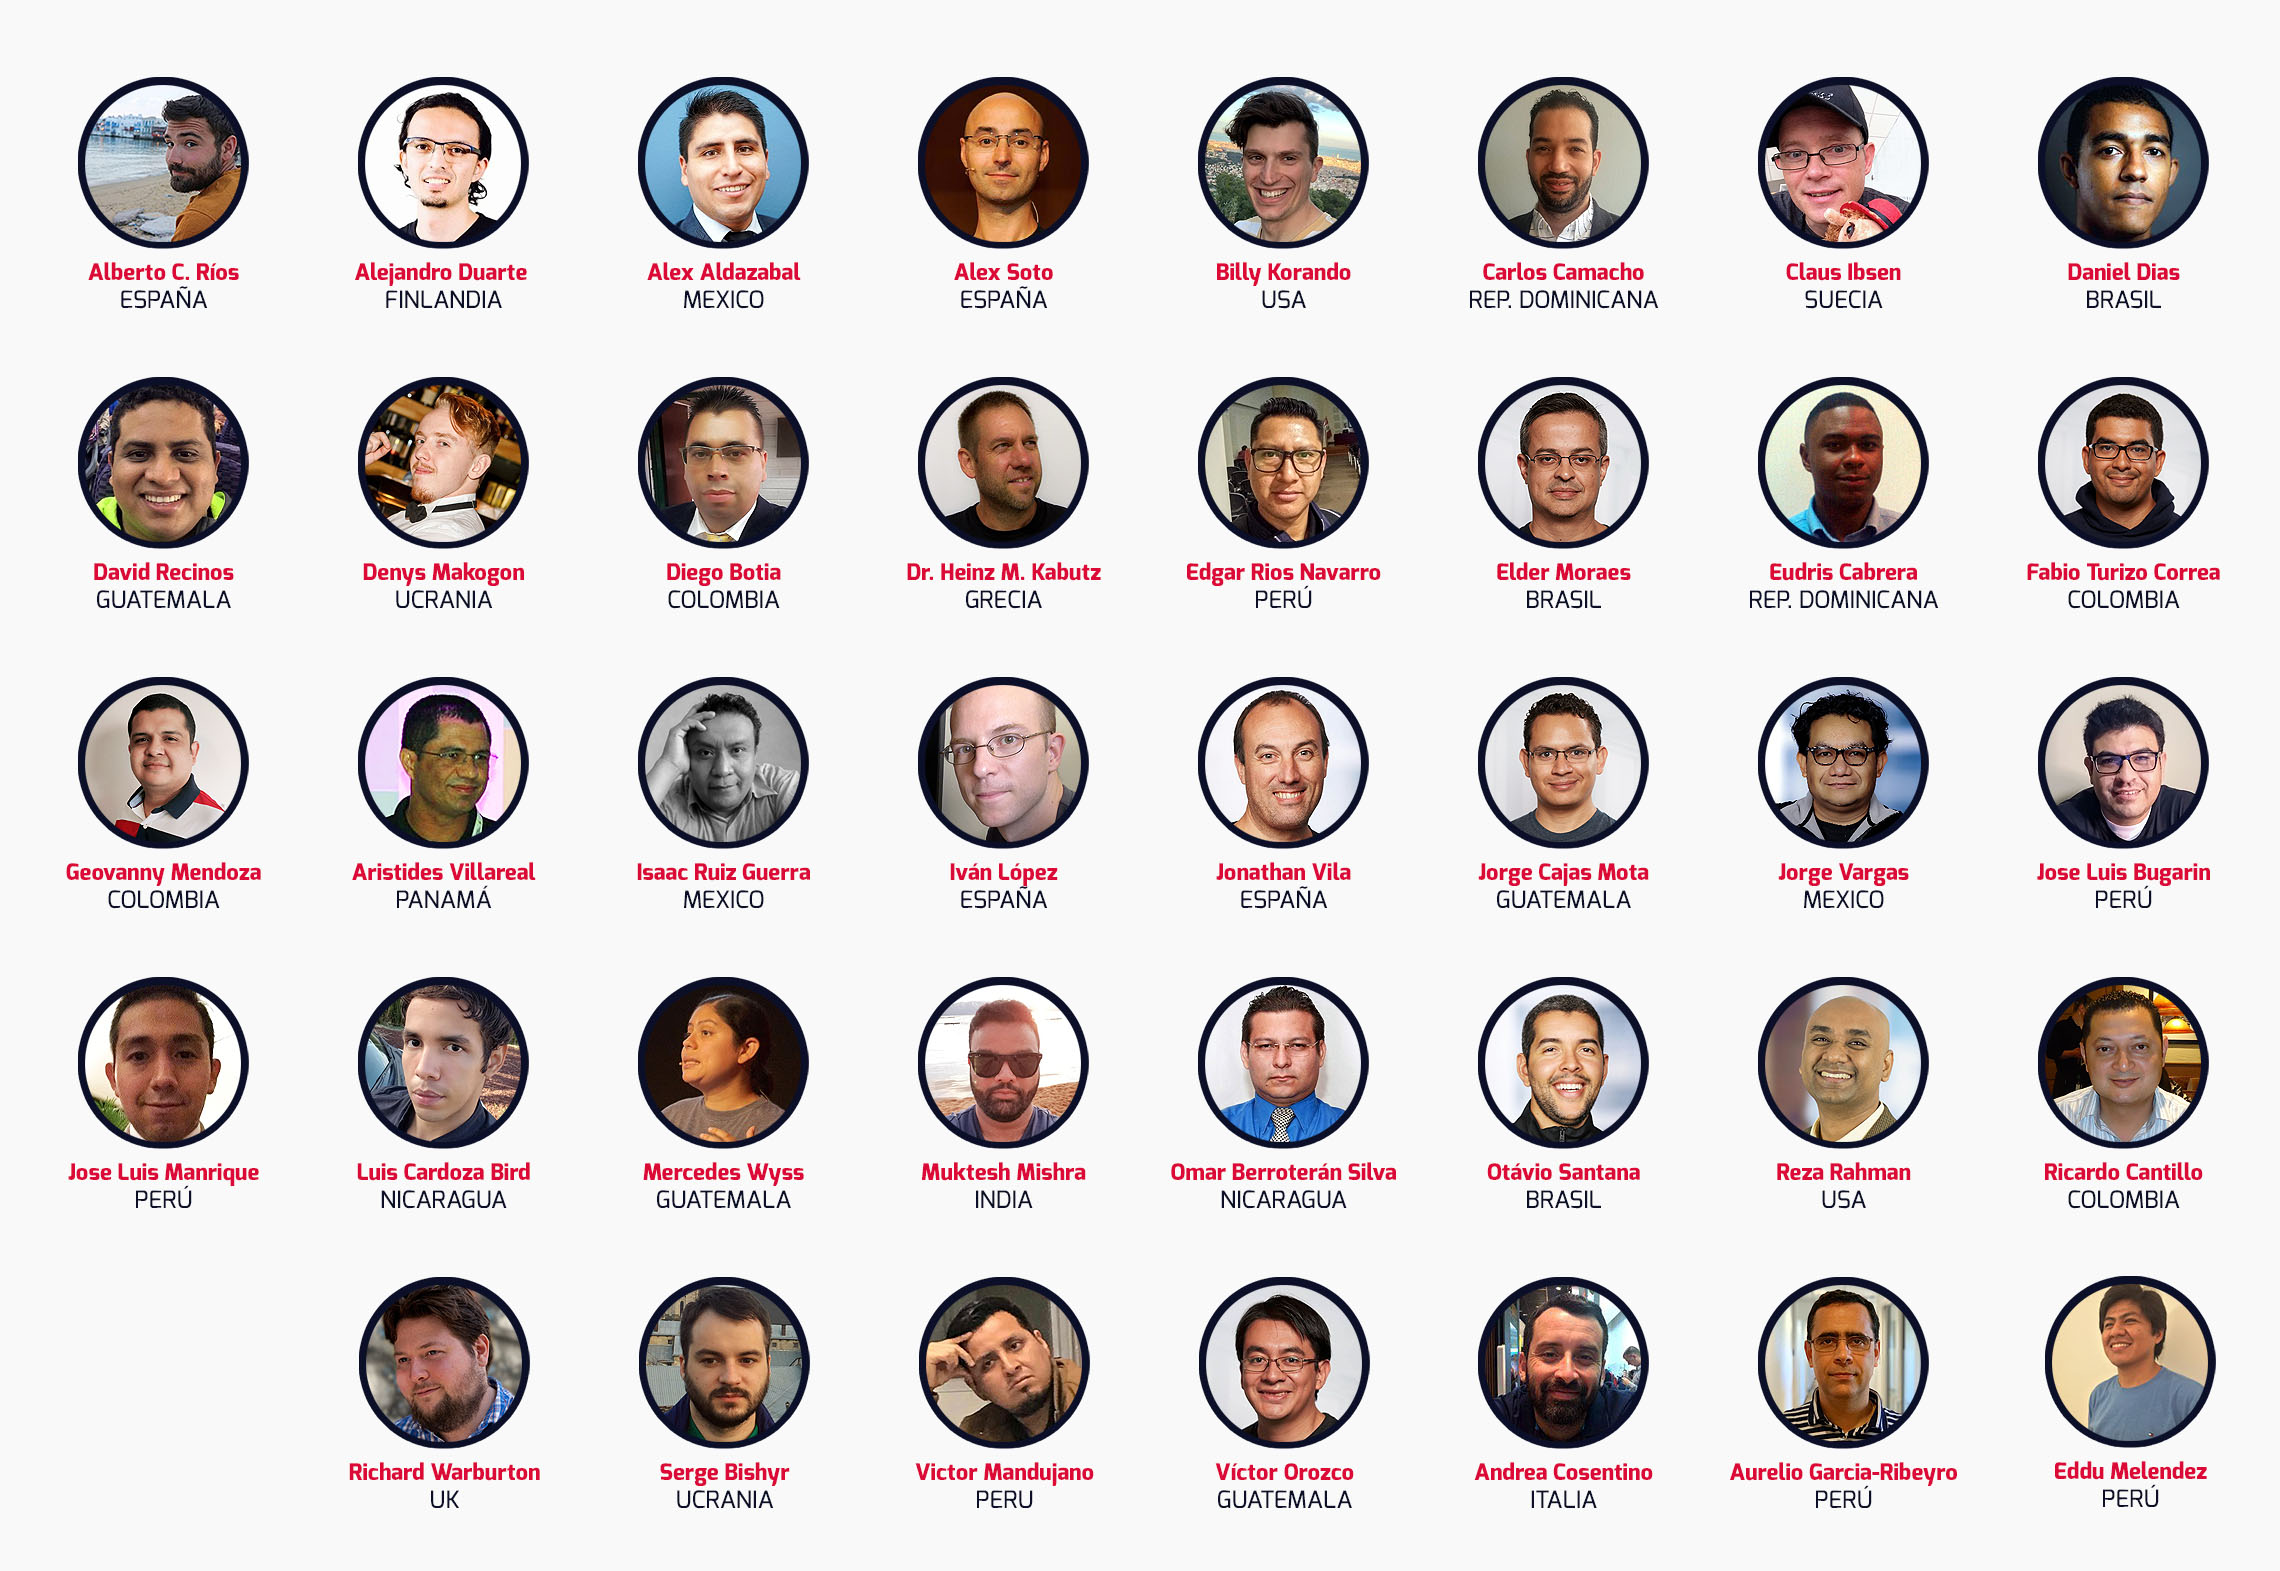 Alberto C. Ríos
ESPAÑA
Alejandro Duarte
FINLANDIA
Alex Aldazabal
MEXICO
Alex Soto
ESPAÑA
Billy Korando
USA
Carlos Camacho
REP. DOMINICANA
Claus Ibsen
SUECIA
Daniel Dias
BRASIL
David Recinos
GUATEMALA
Denys Makogon
UCRANIA
Diego Botia
COLOMBIA
Dr. Heinz M. Kabutz
GRECIA
Edgar Rios Navarro
PERÚ
Elder Moraes
BRASIL
Eudris Cabrera
REP. DOMINICANA
Fabio Turizo Correa
COLOMBIA
Geovanny Mendoza
COLOMBIA
Aristides Villareal
PANAMÁ
Isaac Ruiz Guerra
MEXICO
Iván López
ESPAÑA
Jonathan Vila
ESPAÑA
Jorge Cajas Mota
GUATEMALA
Jorge Vargas
MEXICO
Jose Luis Bugarin
PERÚ
Jose Luis Manrique
PERÚ
Luis Cardoza Bird
NICARAGUA
Mercedes Wyss
GUATEMALA
Muktesh Mishra
INDIA
Omar Berroterán Silva
NICARAGUA
Otávio Santana
BRASIL
Reza Rahman
USA
Ricardo Cantillo
COLOMBIA
Richard Warburton
UK
Serge Bishyr
UCRANIA
Victor Mandujano
PERU
Víctor Orozco
GUATEMALA
Andrea Cosentino
ITALIA
Aurelio Garcia-Ribeyro
PERÚ
Eddu Melendez
PERÚ